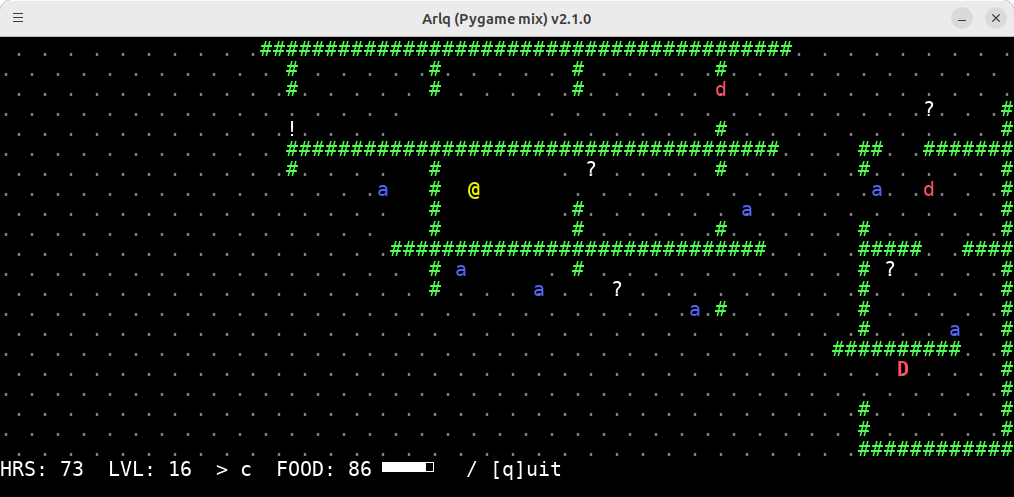 Arlq (Pygame mix) v2.1.0
d
?
!
?
a @ a d
a
a ?
a ?
a
a
D
HRS: 73 LVL: 16 > c FOOD: 86 / [q]uit